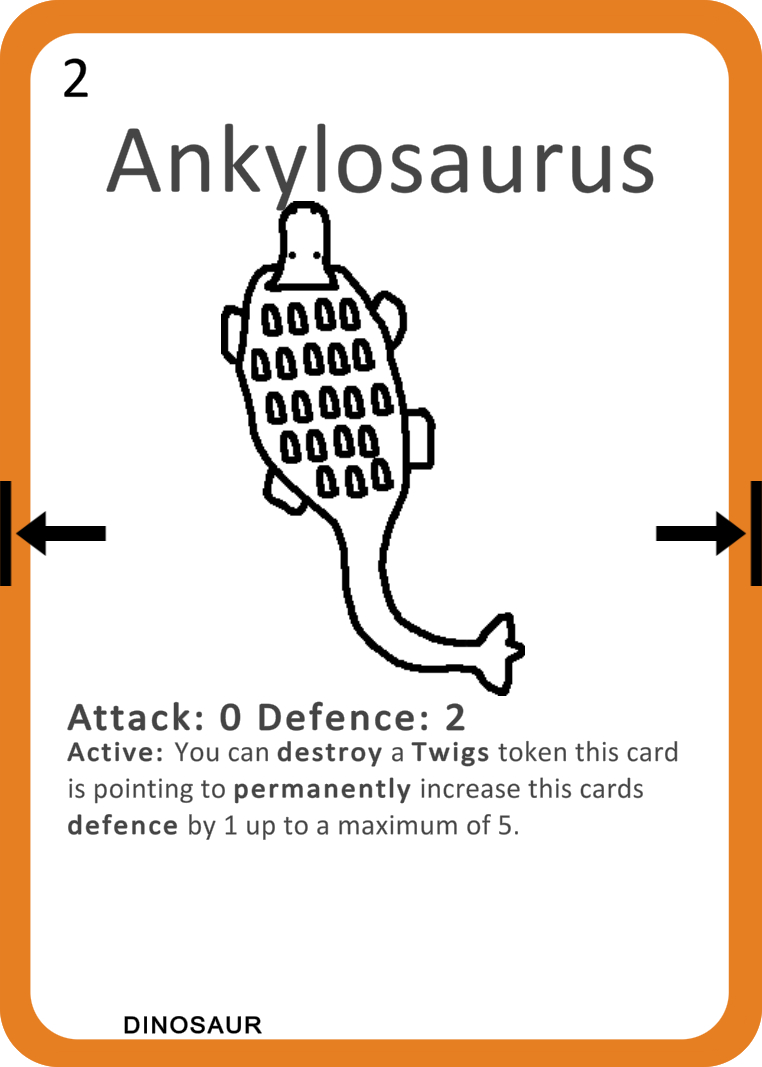 2
Ankylosaurus
Attack: 0 Defence: 2
Active: You can destroy a Twigs token this card
is pointing to permanently increase this cards
defence by 1 up to a maximum of 5.
DINOSAUR